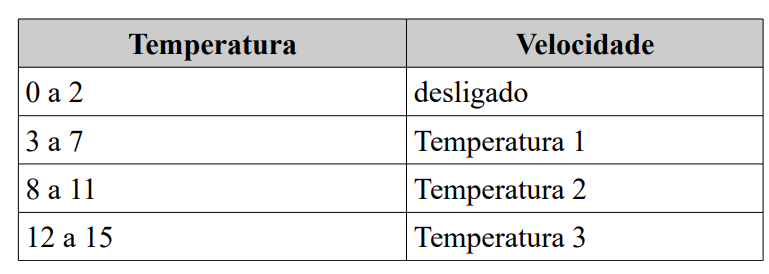 Temperatura Velocidade
0 a 2 desligado
3 a 7 Temperatura 1
8 a 11 Temperatura 2
12 a 15 Temperatura 3